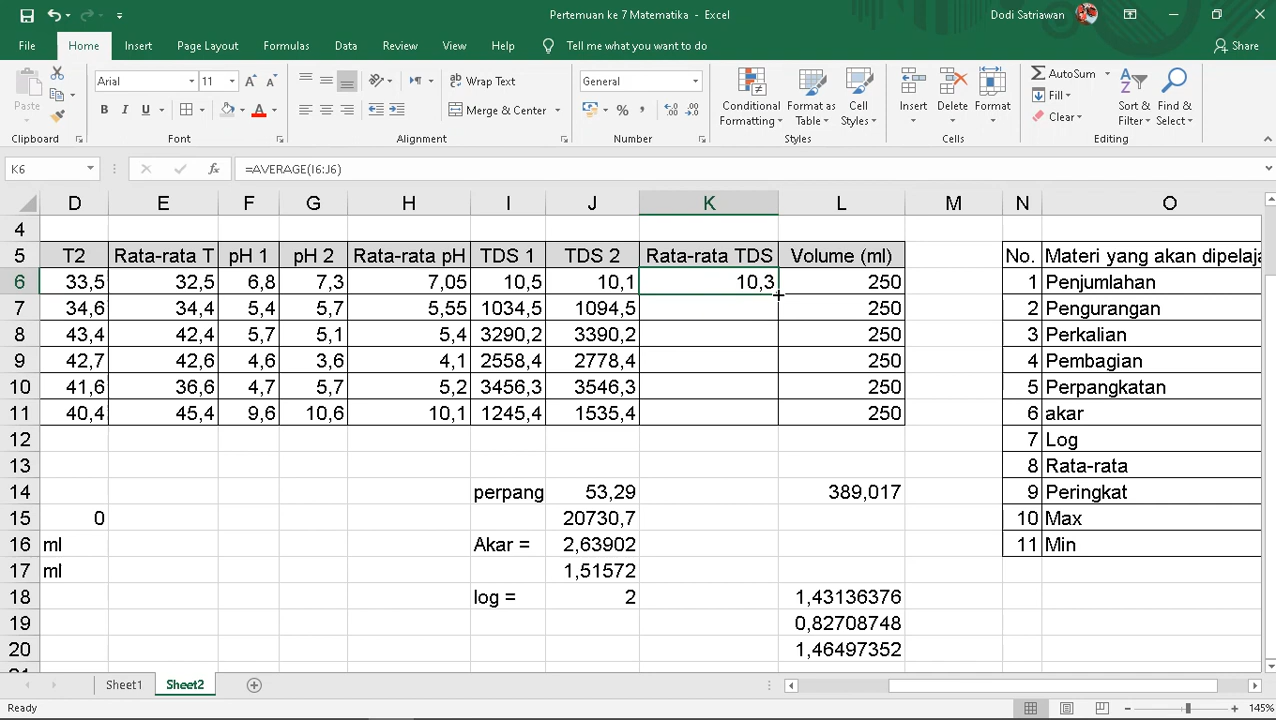 Pertemuan ke 7 Matematika - Excel
Dodi Satriawan
File Home Insert Page Layout Formulas Data Review View Help Tell me what you want to do Share
Paste
Arial 11
B I U
Wrap Text
Merge & Center
General
Conditional Formatting
Format as Table
Cell Styles
Insert
Delete
Format
AutoSum
Fill
Clear
Sort & Filter
Find & Select
Clipboard Font Alignment Number Styles Cells Editing
K6 fx =AVERAGE(I6:J6)
D E F G H I J K L M N O
4
5 T2 Rata-rata T pH 1 pH 2 Rata-rata pH TDS 1 TDS 2 Rata-rata TDS Volume (ml) No. Materi yang akan dipelaja
6 33,5 32,5 6,8 7,3 7,05 10,5 10,1 10,3 250 1 Penjumlahan
7 34,6 34,4 5,4 5,7 5,55 1034,5 1094,5 250 2 Pengurangan
8 43,4 42,4 5,7 5,1 5,4 3290,2 3390,2 250 3 Perkalian
9 42,7 42,6 4,6 3,6 4,1 2558,4 2778,4 250 4 Pembagian
10 41,6 36,6 4,7 5,7 5,2 3456,3 3546,3 250 5 Perpangkatan
11 40,4 45,4 9,6 10,6 10,1 1245,4 1535,4 250 6 akar
12 7 Log
13 8 Rata-rata
14 perpang 53,29 389,017 9 Peringkat
15 0 20730,7 10 Max
16 ml Akar = 2,63902 11 Min
17 ml 1,51572
18 log = 2 1,43136376
19 0,82708748
20 1,46497352
Sheet1 Sheet2
Ready 145%